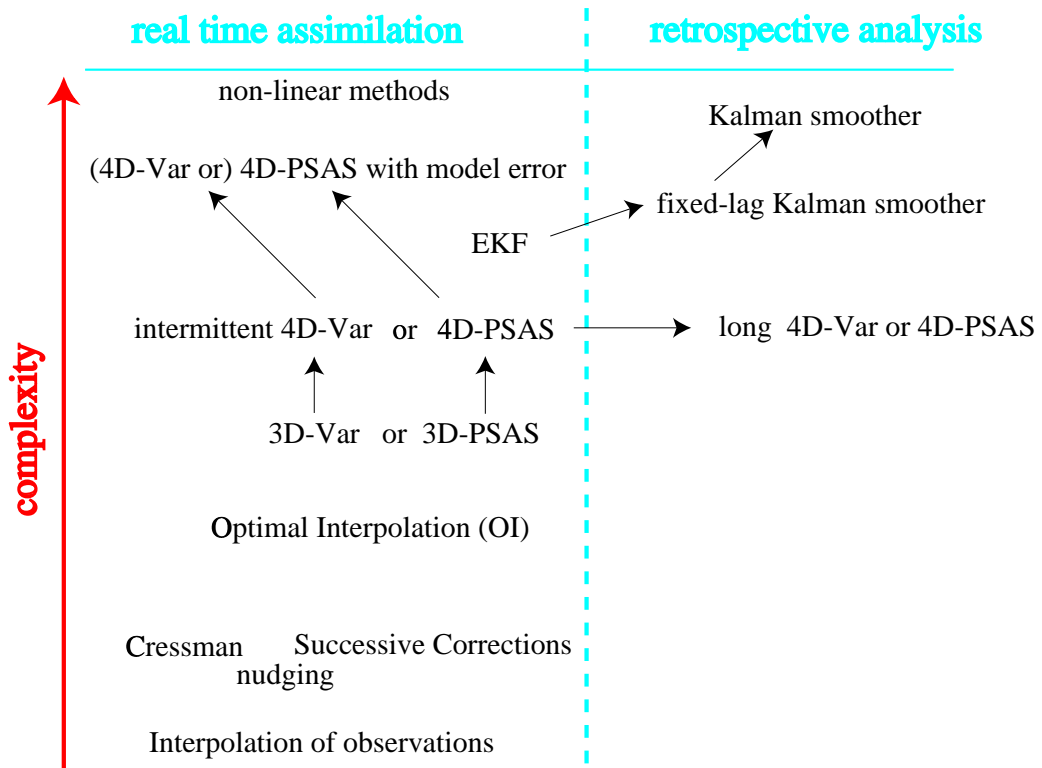 real time assimilation
retrospective analysis
non-linear methods
Kalman smoother
(4D-Var or) 4D-PSAS with model error
fixed-lag Kalman smoother
EKF
intermittent 4D-Var or 4D-PSAS
long 4D-Var or 4D-PSAS
complexity
3D-Var or 3D-PSAS
Optimal Interpolation (OI)
Cressman
Successive Corrections
nudging
Interpolation of observations